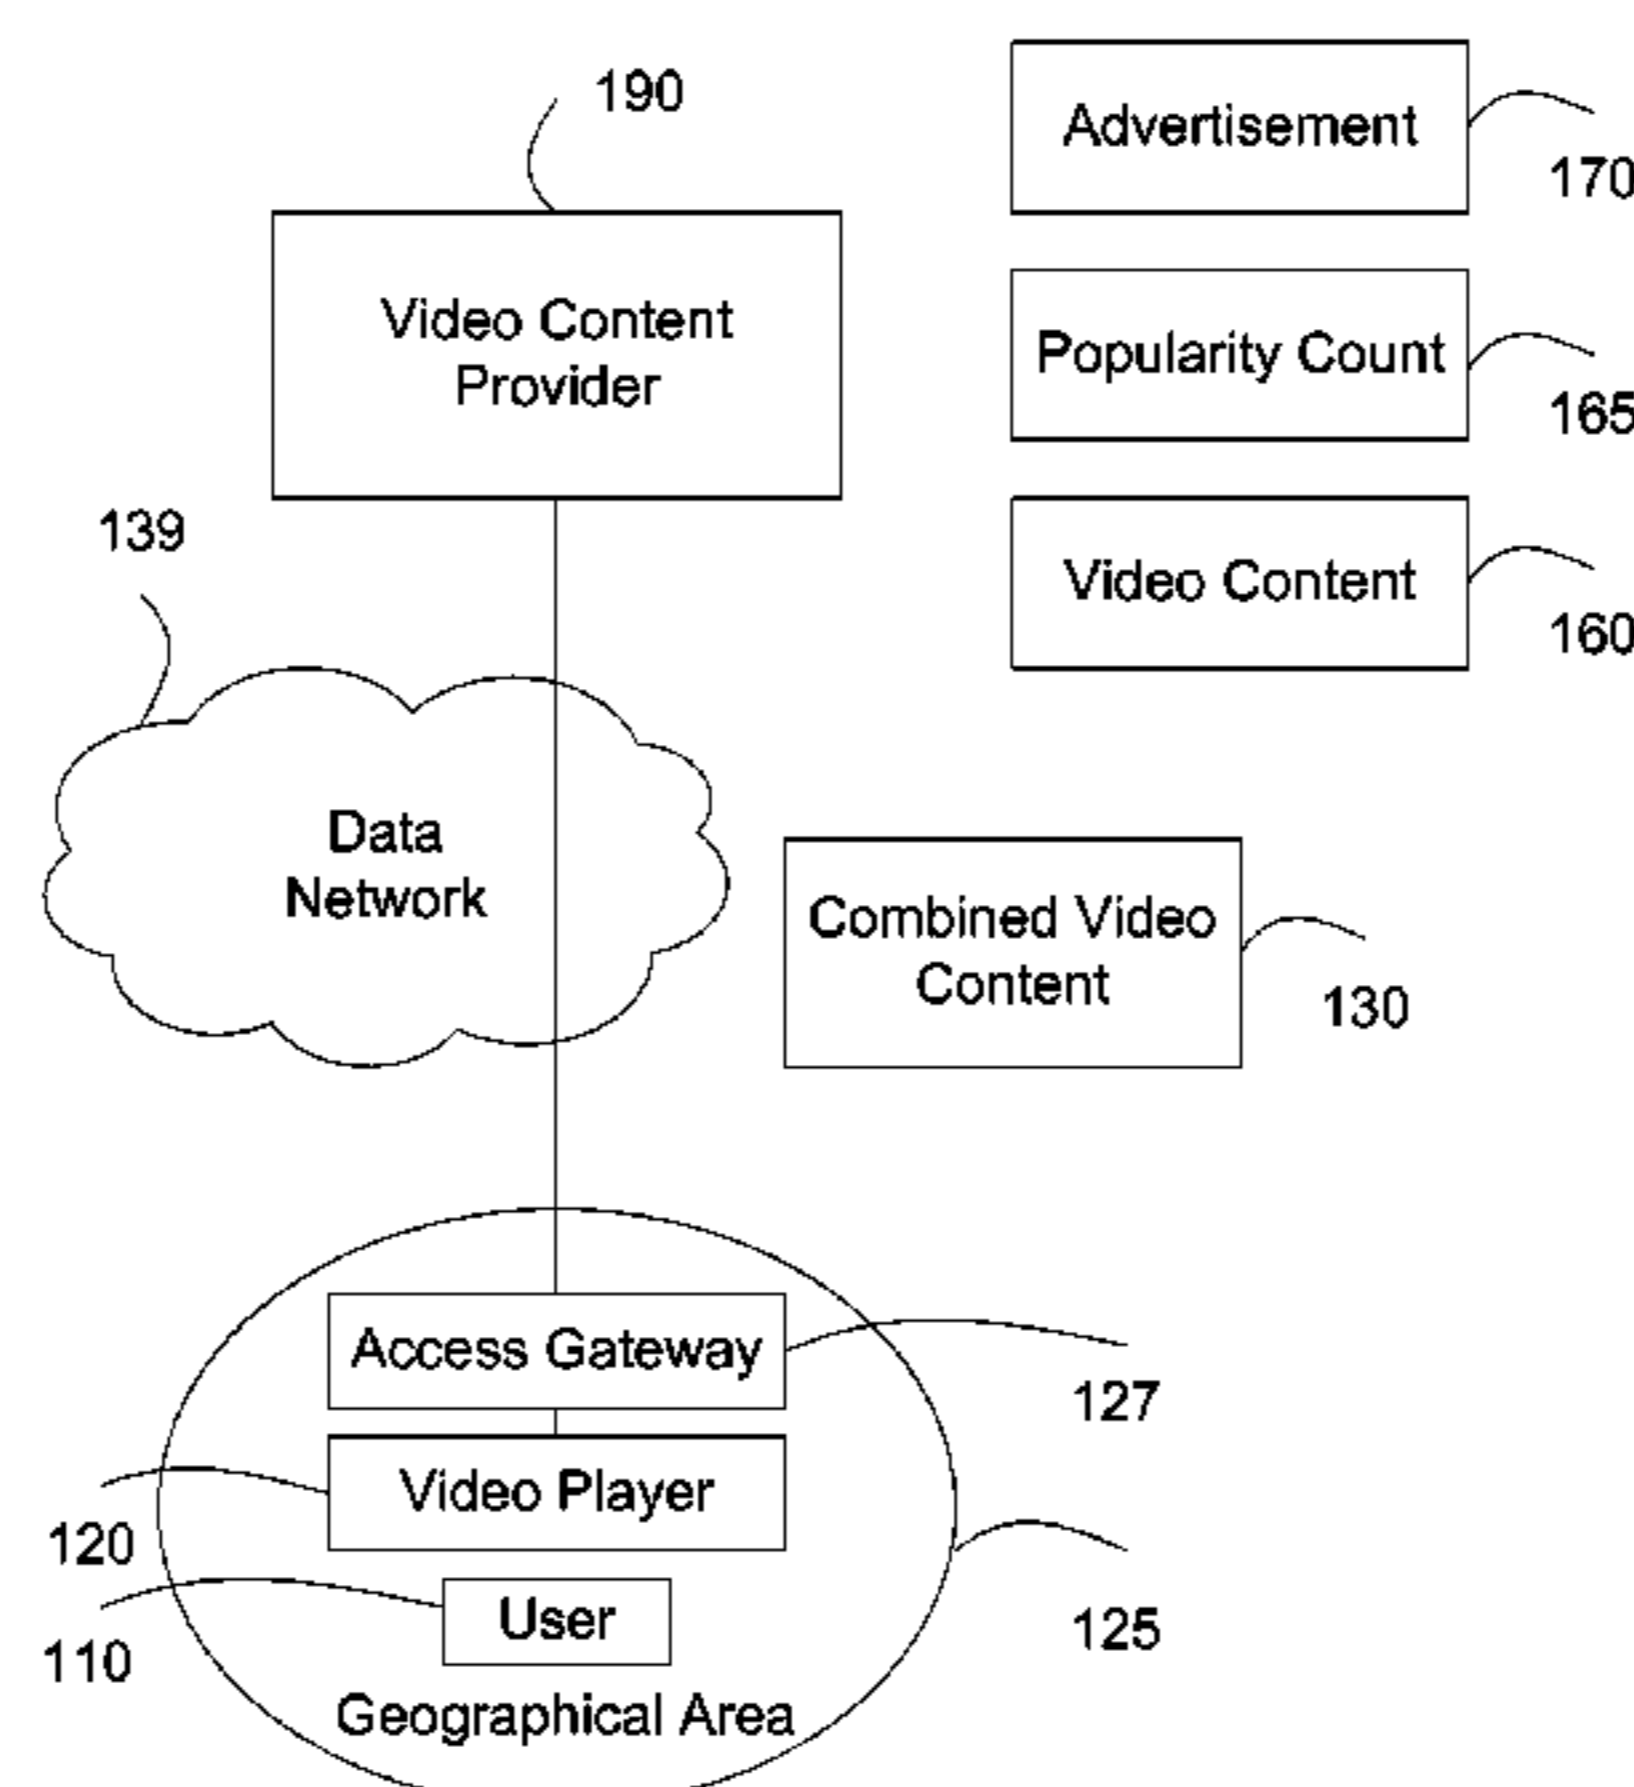 190
Advertisement
170
Video Content
Provider
Popularity Count
165
139
Video Content
160
Data
Network
Combined Video
Content
130
Access Gateway
127
Video Player
120
User
110
125
Geographical Area